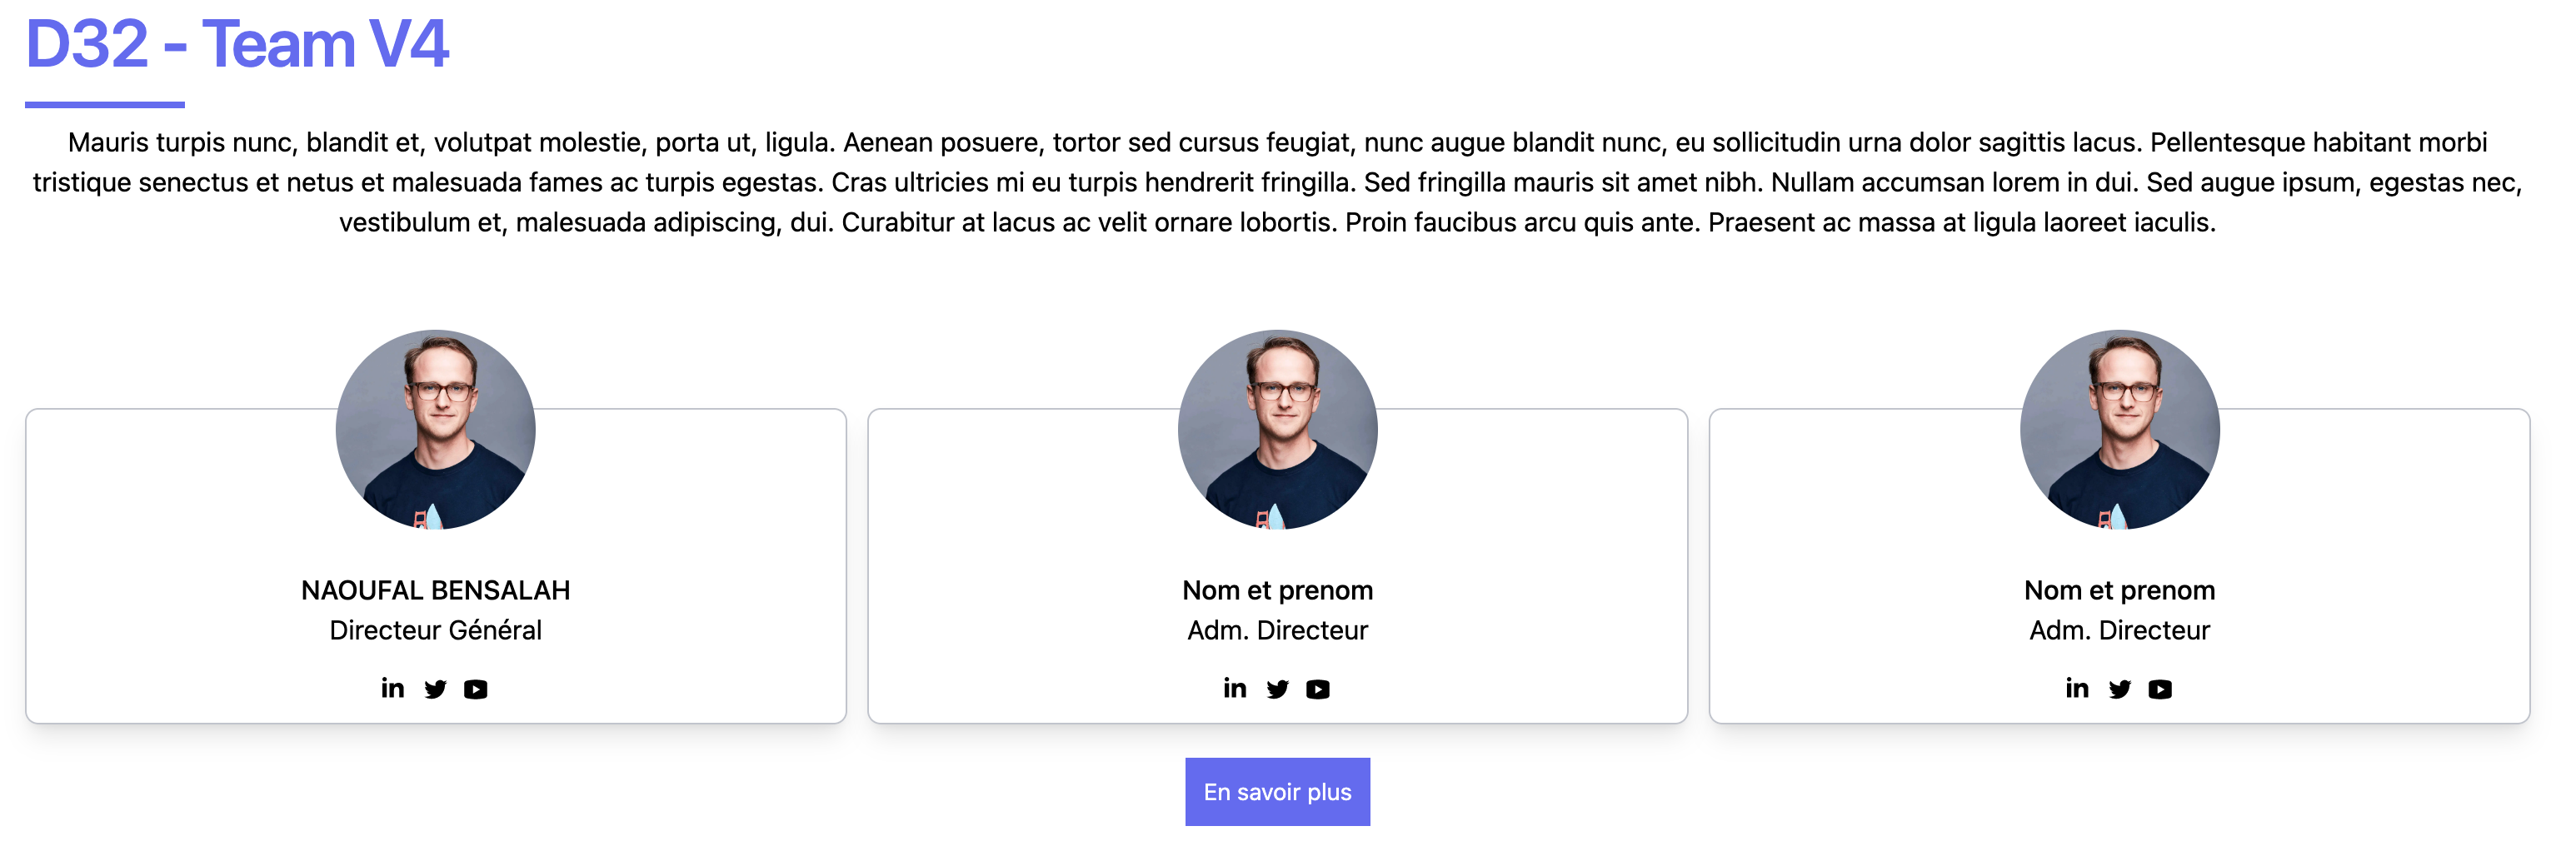 D32 - Team V4
Mauris turpis nunc, blandit et, volutpat molestie, porta ut, ligula. Aenean posuere, tortor sed cursus feugiat, nunc augue blandit nunc, eu sollicitudin urna dolor sagittis lacus. Pellentesque habitant morbi
tristique senectus et netus et malesuada fames ac turpis egestas. Cras ultricies mi eu turpis hendrerit fringilla. Sed fringilla mauris sit amet nibh. Nullam accumsan lorem in dui. Sed augue ipsum, egestas nec,
vestibulum et, malesuada adipiscing, dui. Curabitur at lacus ac velit ornare lobortis. Proin faucibus arcu quis ante. Praesent ac massa at ligula laoreet iaculis.
NAOUFAL BENSALAH
Directeur Général
in
Nom et prenom
Adm. Directeur
in
Nom et prenom
Adm. Directeur
in
En savoir plus